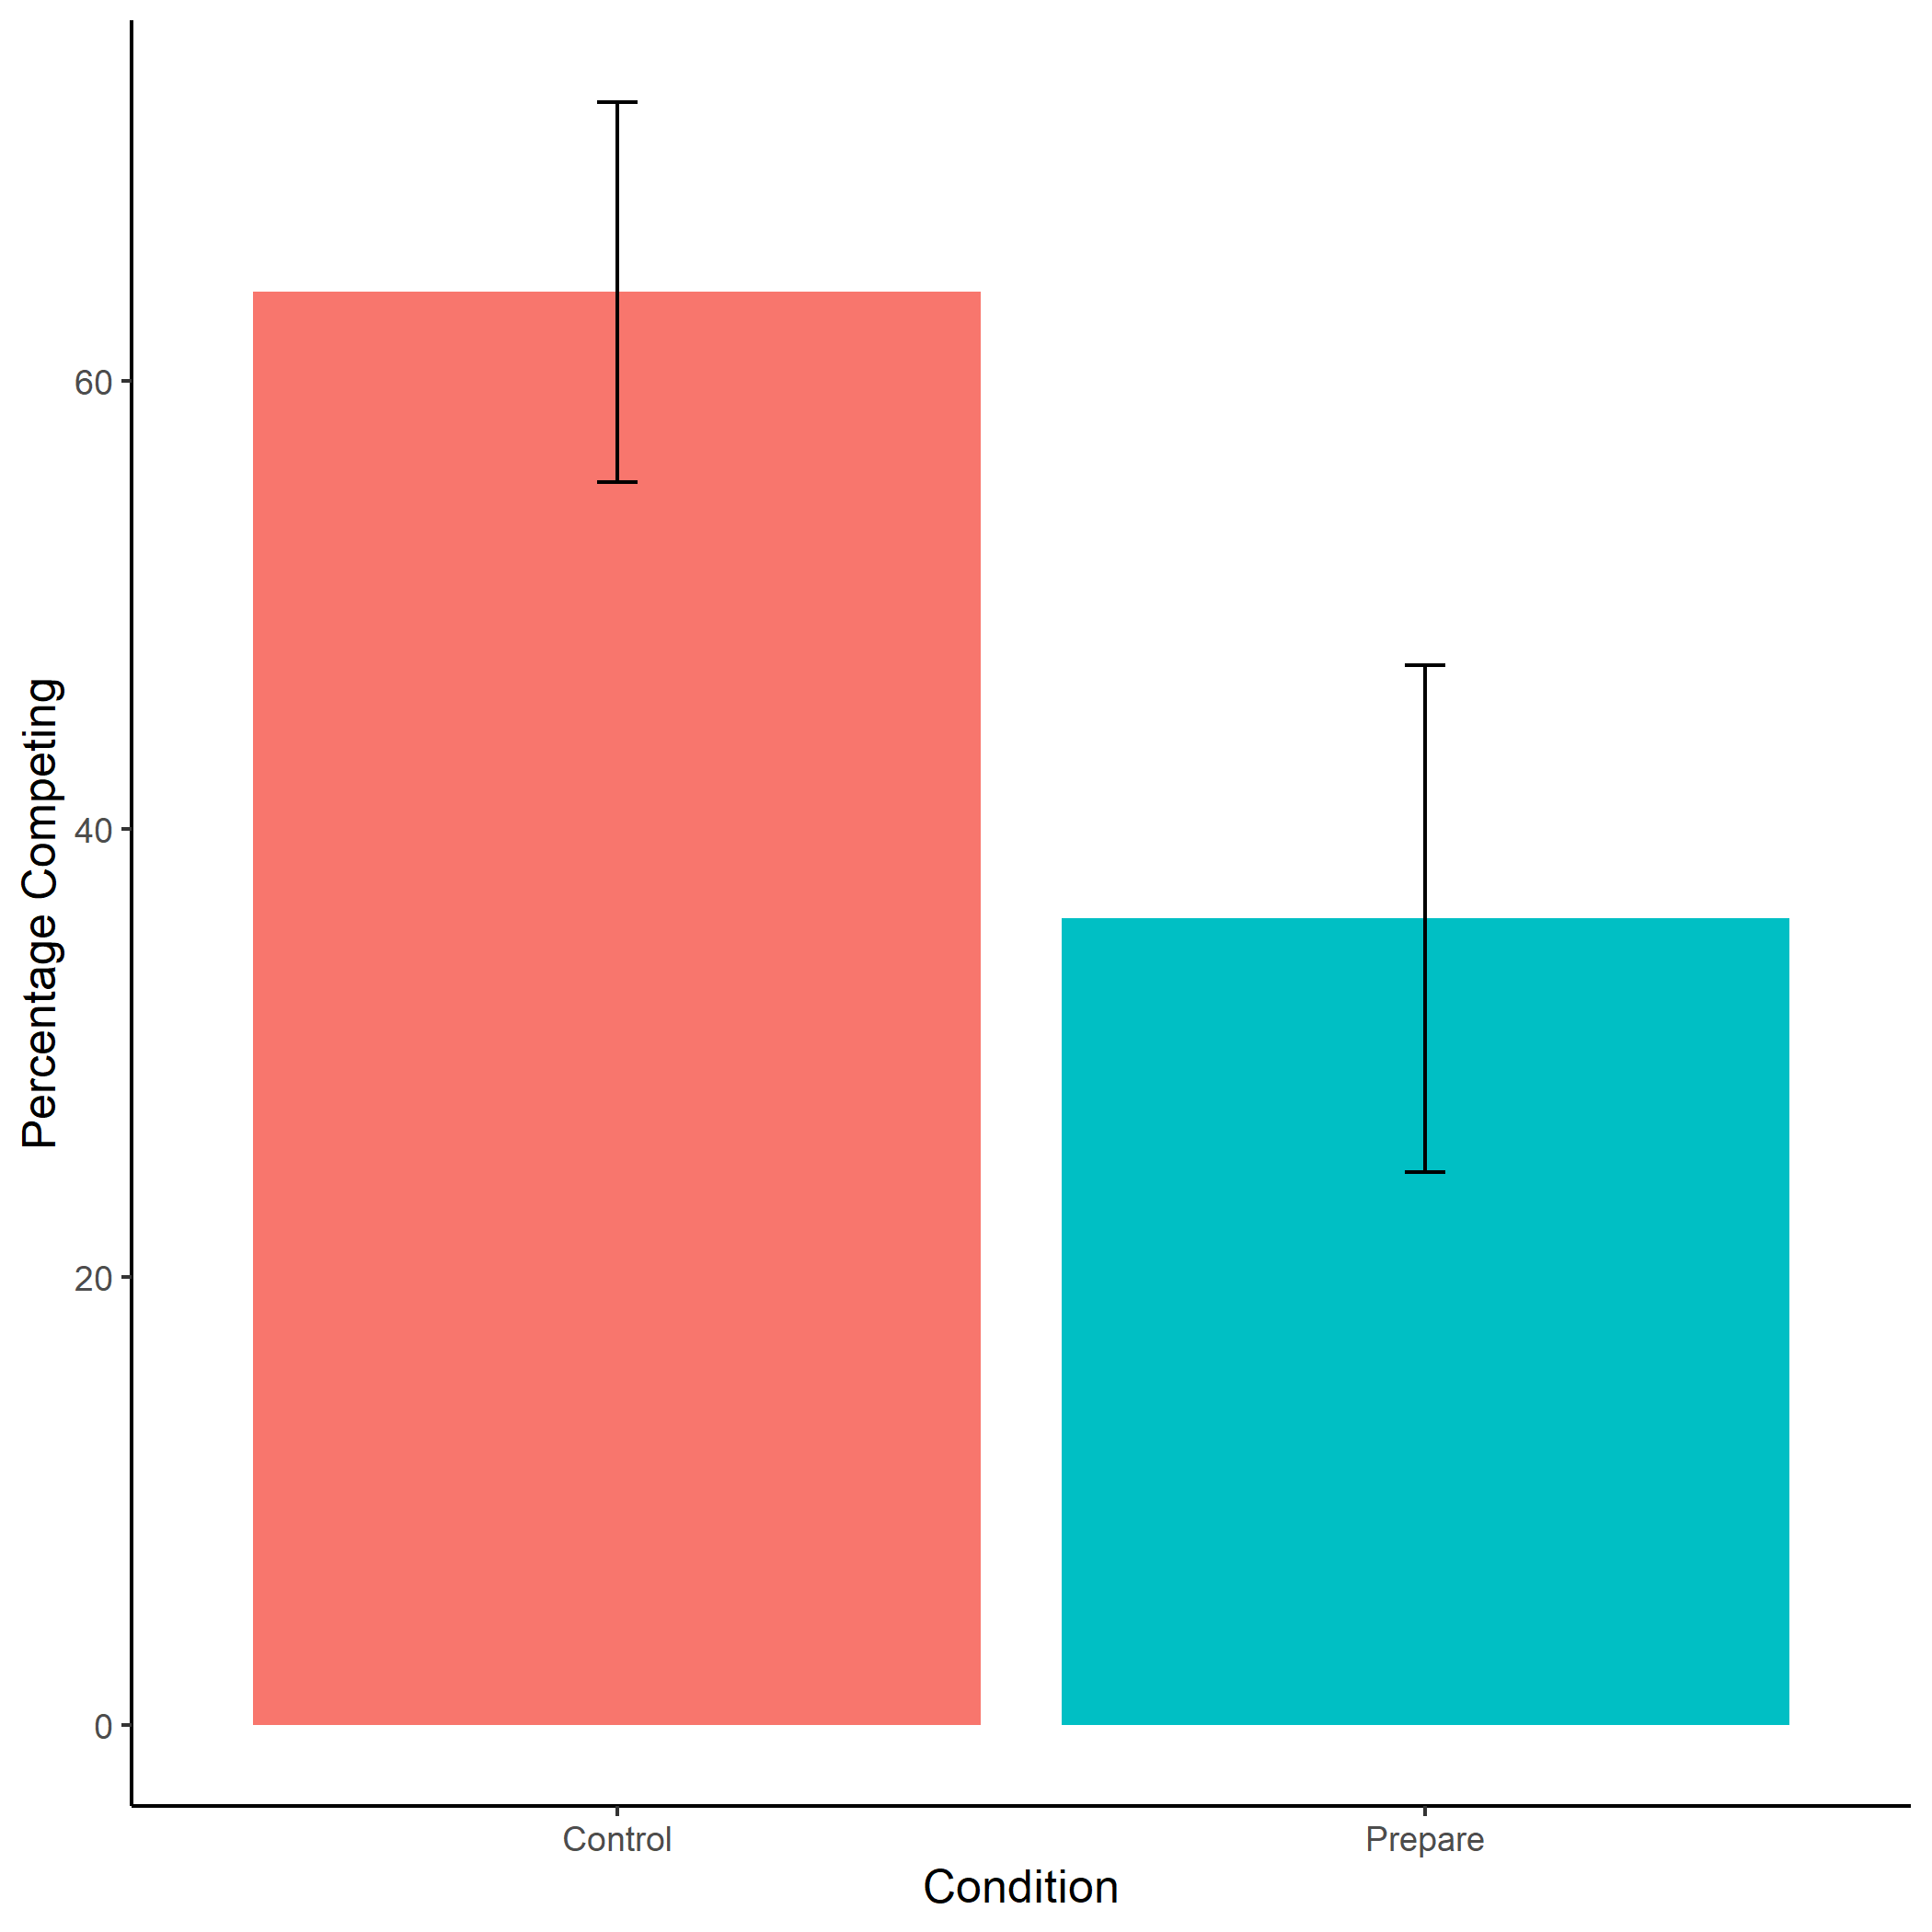 Percentage Competing
60
40
20
0
Control
Prepare
Condition